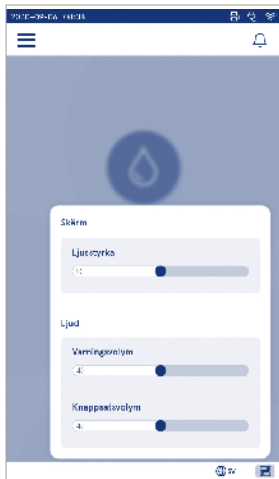 Skärm
Ljusstyrka
Ljud
Varningsvolym
Knappsatsvolym
SV